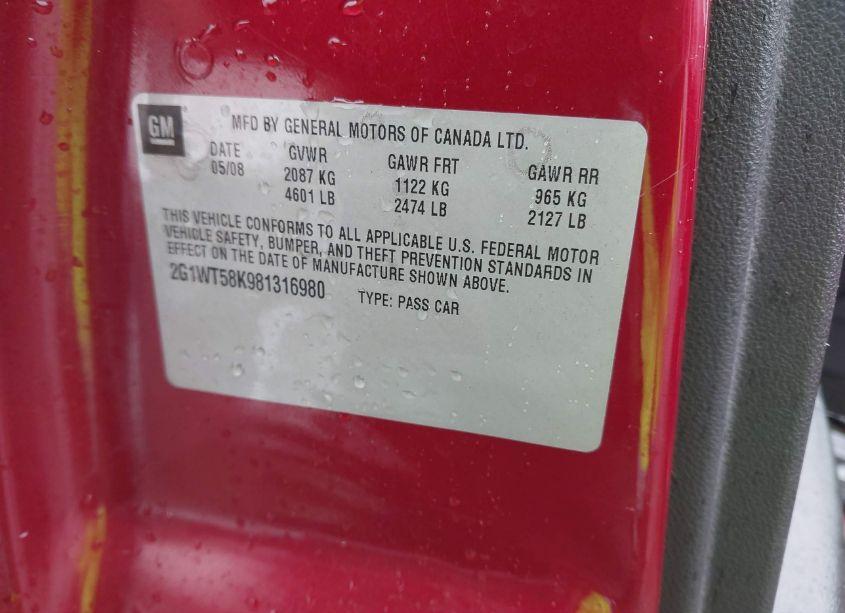 GM
MFD BY GENERAL MOTORS OF CANADA LTD.
DATE GVWR GAWR FRT GAWR RR
05/08 2087 KG 1122 KG 965 KG
4601 LB 2474 LB 2127 LB
THIS VEHICLE CONFORMS TO ALL APPLICABLE U.S. FEDERAL MOTOR
VEHICLE SAFETY, BUMPER, AND THEFT PREVENTION STANDARDS IN
EFFECT ON THE DATE OF MANUFACTURE SHOWN ABOVE.
2G1WT58K981316980 TYPE: PASS CAR